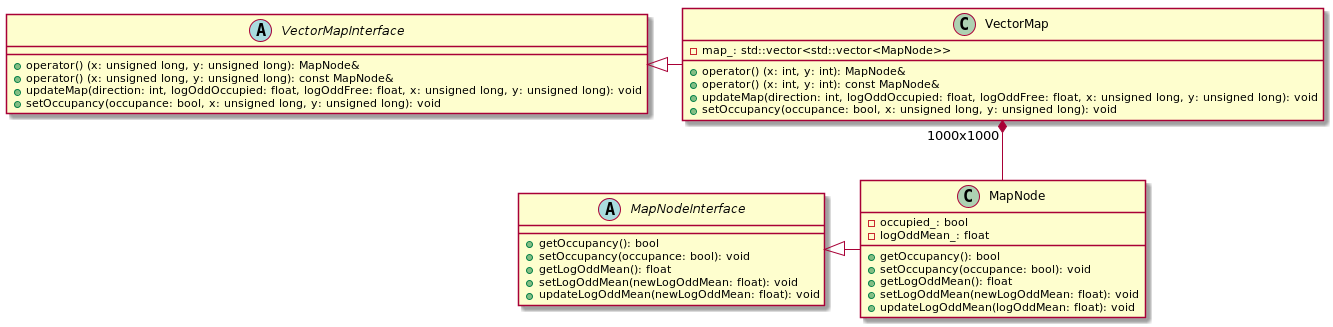 A VectorMapInterface
operator() (x: unsigned long, y: unsigned long): MapNode&
operator() (x: unsigned long, y: unsigned long): const MapNode&
updateMap(direction: int, logOddOccupied: float, logOddFree: float, x: unsigned long, y: unsigned long): void
setOccupancy(occupance: bool, x: unsigned long, y: unsigned long): void
C VectorMap
map_: std::vector<std::vector<MapNode>>
operator() (x: int, y: int): MapNode&
operator() (x: int, y: int): const MapNode&
updateMap(direction: int, logOddOccupied: float, logOddFree: float, x: unsigned long, y: unsigned long): void
setOccupancy(occupance: bool, x: unsigned long, y: unsigned long): void
1000x1000
A MapNodeInterface
getOccupancy(): bool
setOccupancy(occupance: bool): void
getLogOddMean(): float
setLogOddMean(newLogOddMean: float): void
updateLogOddMean(newLogOddMean: float): void
C MapNode
occupied_: bool
logOddMean_: float
getOccupancy(): bool
setOccupancy(occupance: bool): void
getLogOddMean(): float
setLogOddMean(newLogOddMean: float): void
updateLogOddMean(logOddMean: float): void